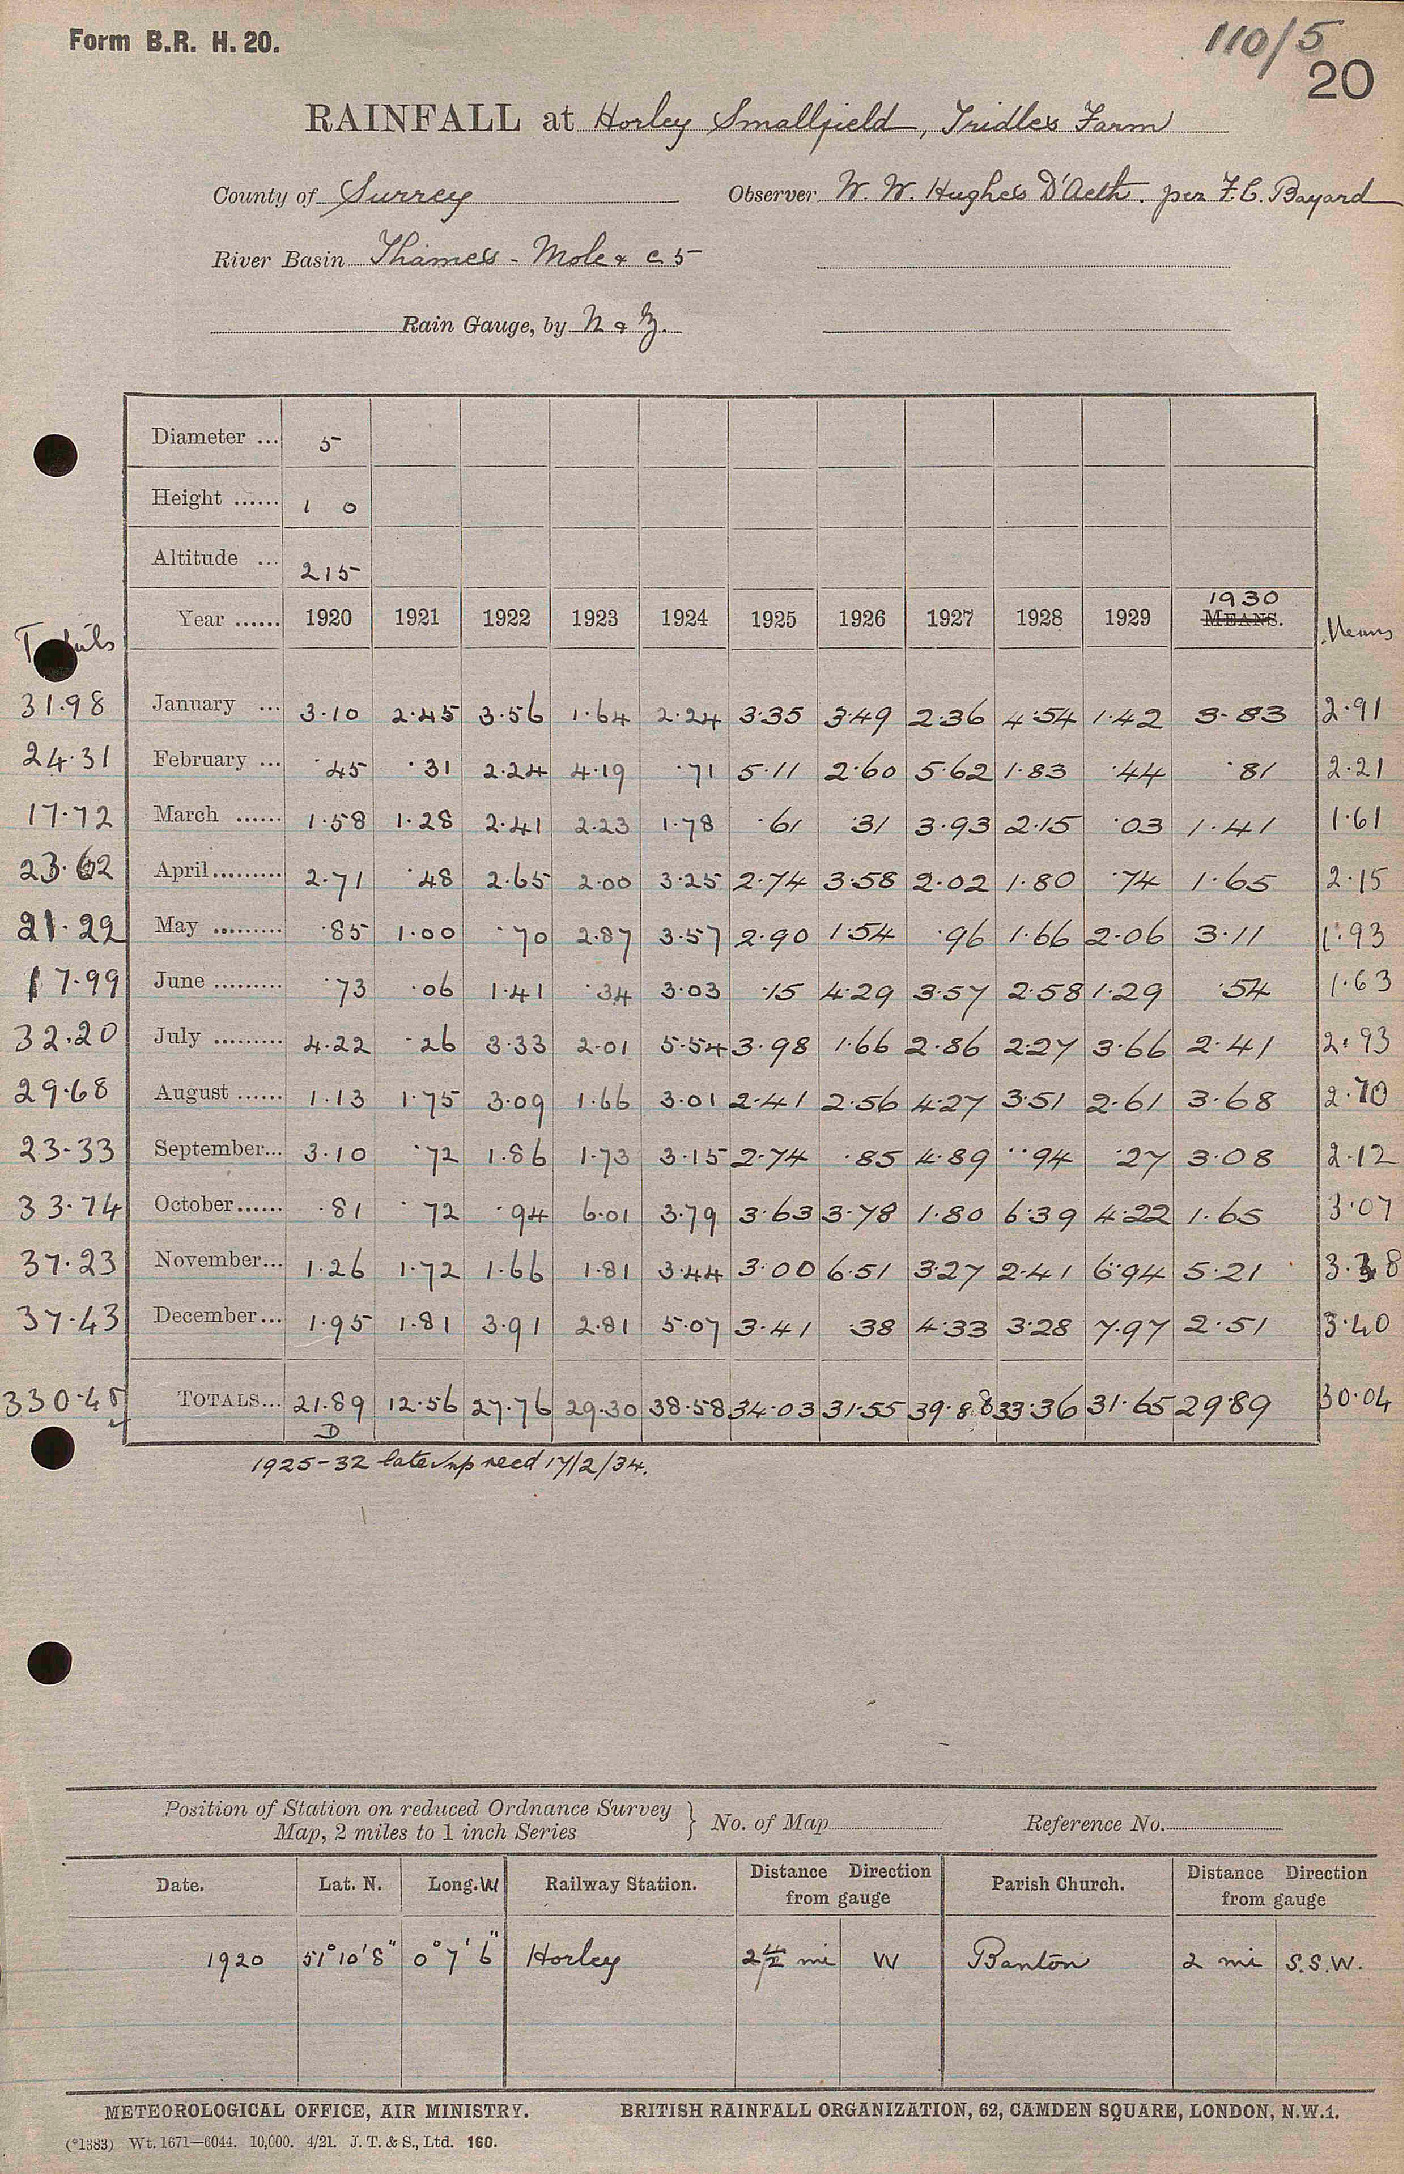 Form B.R. H. 20.
110/5
20
RAINFALL at Horley Smallfield, Tridles Farm
County of Surrey Observer W. W. Hughes D'Aeth. per F.C. Bayard
River Basin Thames - Mole & c 5
Rain Gauge, by N & Z.
Diameter ... 5
Height ...... 1 0
Altitude ... 215
Totals Year ...... 1920 1921 1922 1923 1924 1925 1926 1927 1928 1929 1930 MEANS. Means
31.98 January ... 3.10 2.45 3.56 1.64 2.24 3.35 3.49 2.36 4.54 1.42 3.83 2.91
24.31 February ... .45 .31 2.24 4.19 .71 5.11 2.60 5.62 1.83 .44 .81 2.21
17.72 March ...... 1.58 1.28 2.41 2.23 1.78 .61 .31 3.93 2.15 .03 1.41 1.61
23.62 April......... 2.71 .48 2.65 2.00 3.25 2.74 3.58 2.02 1.80 .74 1.65 2.15
21.22 May ......... .85 1.00 .70 2.87 3.57 2.90 1.54 .96 1.66 2.06 3.11 1.93
17.99 June ......... .73 .06 1.41 .34 3.03 .15 4.29 3.57 2.58 1.29 .54 1.63
32.20 July ......... 4.22 .26 3.33 2.01 5.54 3.98 1.66 2.86 2.27 3.66 2.41 2.93
29.68 August ...... 1.13 1.75 3.09 1.66 3.01 2.41 2.56 4.27 3.51 2.61 3.68 2.70
23.33 September... 3.10 .72 1.86 1.73 3.15 2.74 .85 4.89 .94 .27 3.08 2.12
33.74 October...... .81 .72 .94 6.01 3.79 3.63 3.78 1.80 6.39 4.22 1.65 3.07
37.23 November... 1.26 1.72 1.66 1.81 3.44 3.00 6.51 3.27 2.41 6.94 5.21 3.38
37.43 December... 1.95 1.81 3.91 2.81 5.07 3.41 .38 4.33 3.28 7.97 2.51 3.40
330.45 TOTALS... 21.89 12.56 27.76 29.30 38.58 34.03 31.55 39.88 33.36 31.65 29.89 30.04
D
1925-32 recd 17/2/34.
Position of Station on reduced Ordnance Survey
Map, 2 miles to 1 inch Series } No. of Map Reference No.
Date. Lat. N. Long. W Railway Station. Distance Direction from gauge Parish Church. Distance Direction from gauge
1920 51° 10' 8" 0° 7' 6" Horley mi W 2 mi S.S.W.
METEOROLOGICAL OFFICE, AIR MINISTRY. BRITISH RAINFALL ORGANIZATION, 62, CAMDEN SQUARE, LONDON, N.W.1.
(*1383) Wt. 1671—6044. 10,000. 4/21. J. T. & S., Ltd. 160.